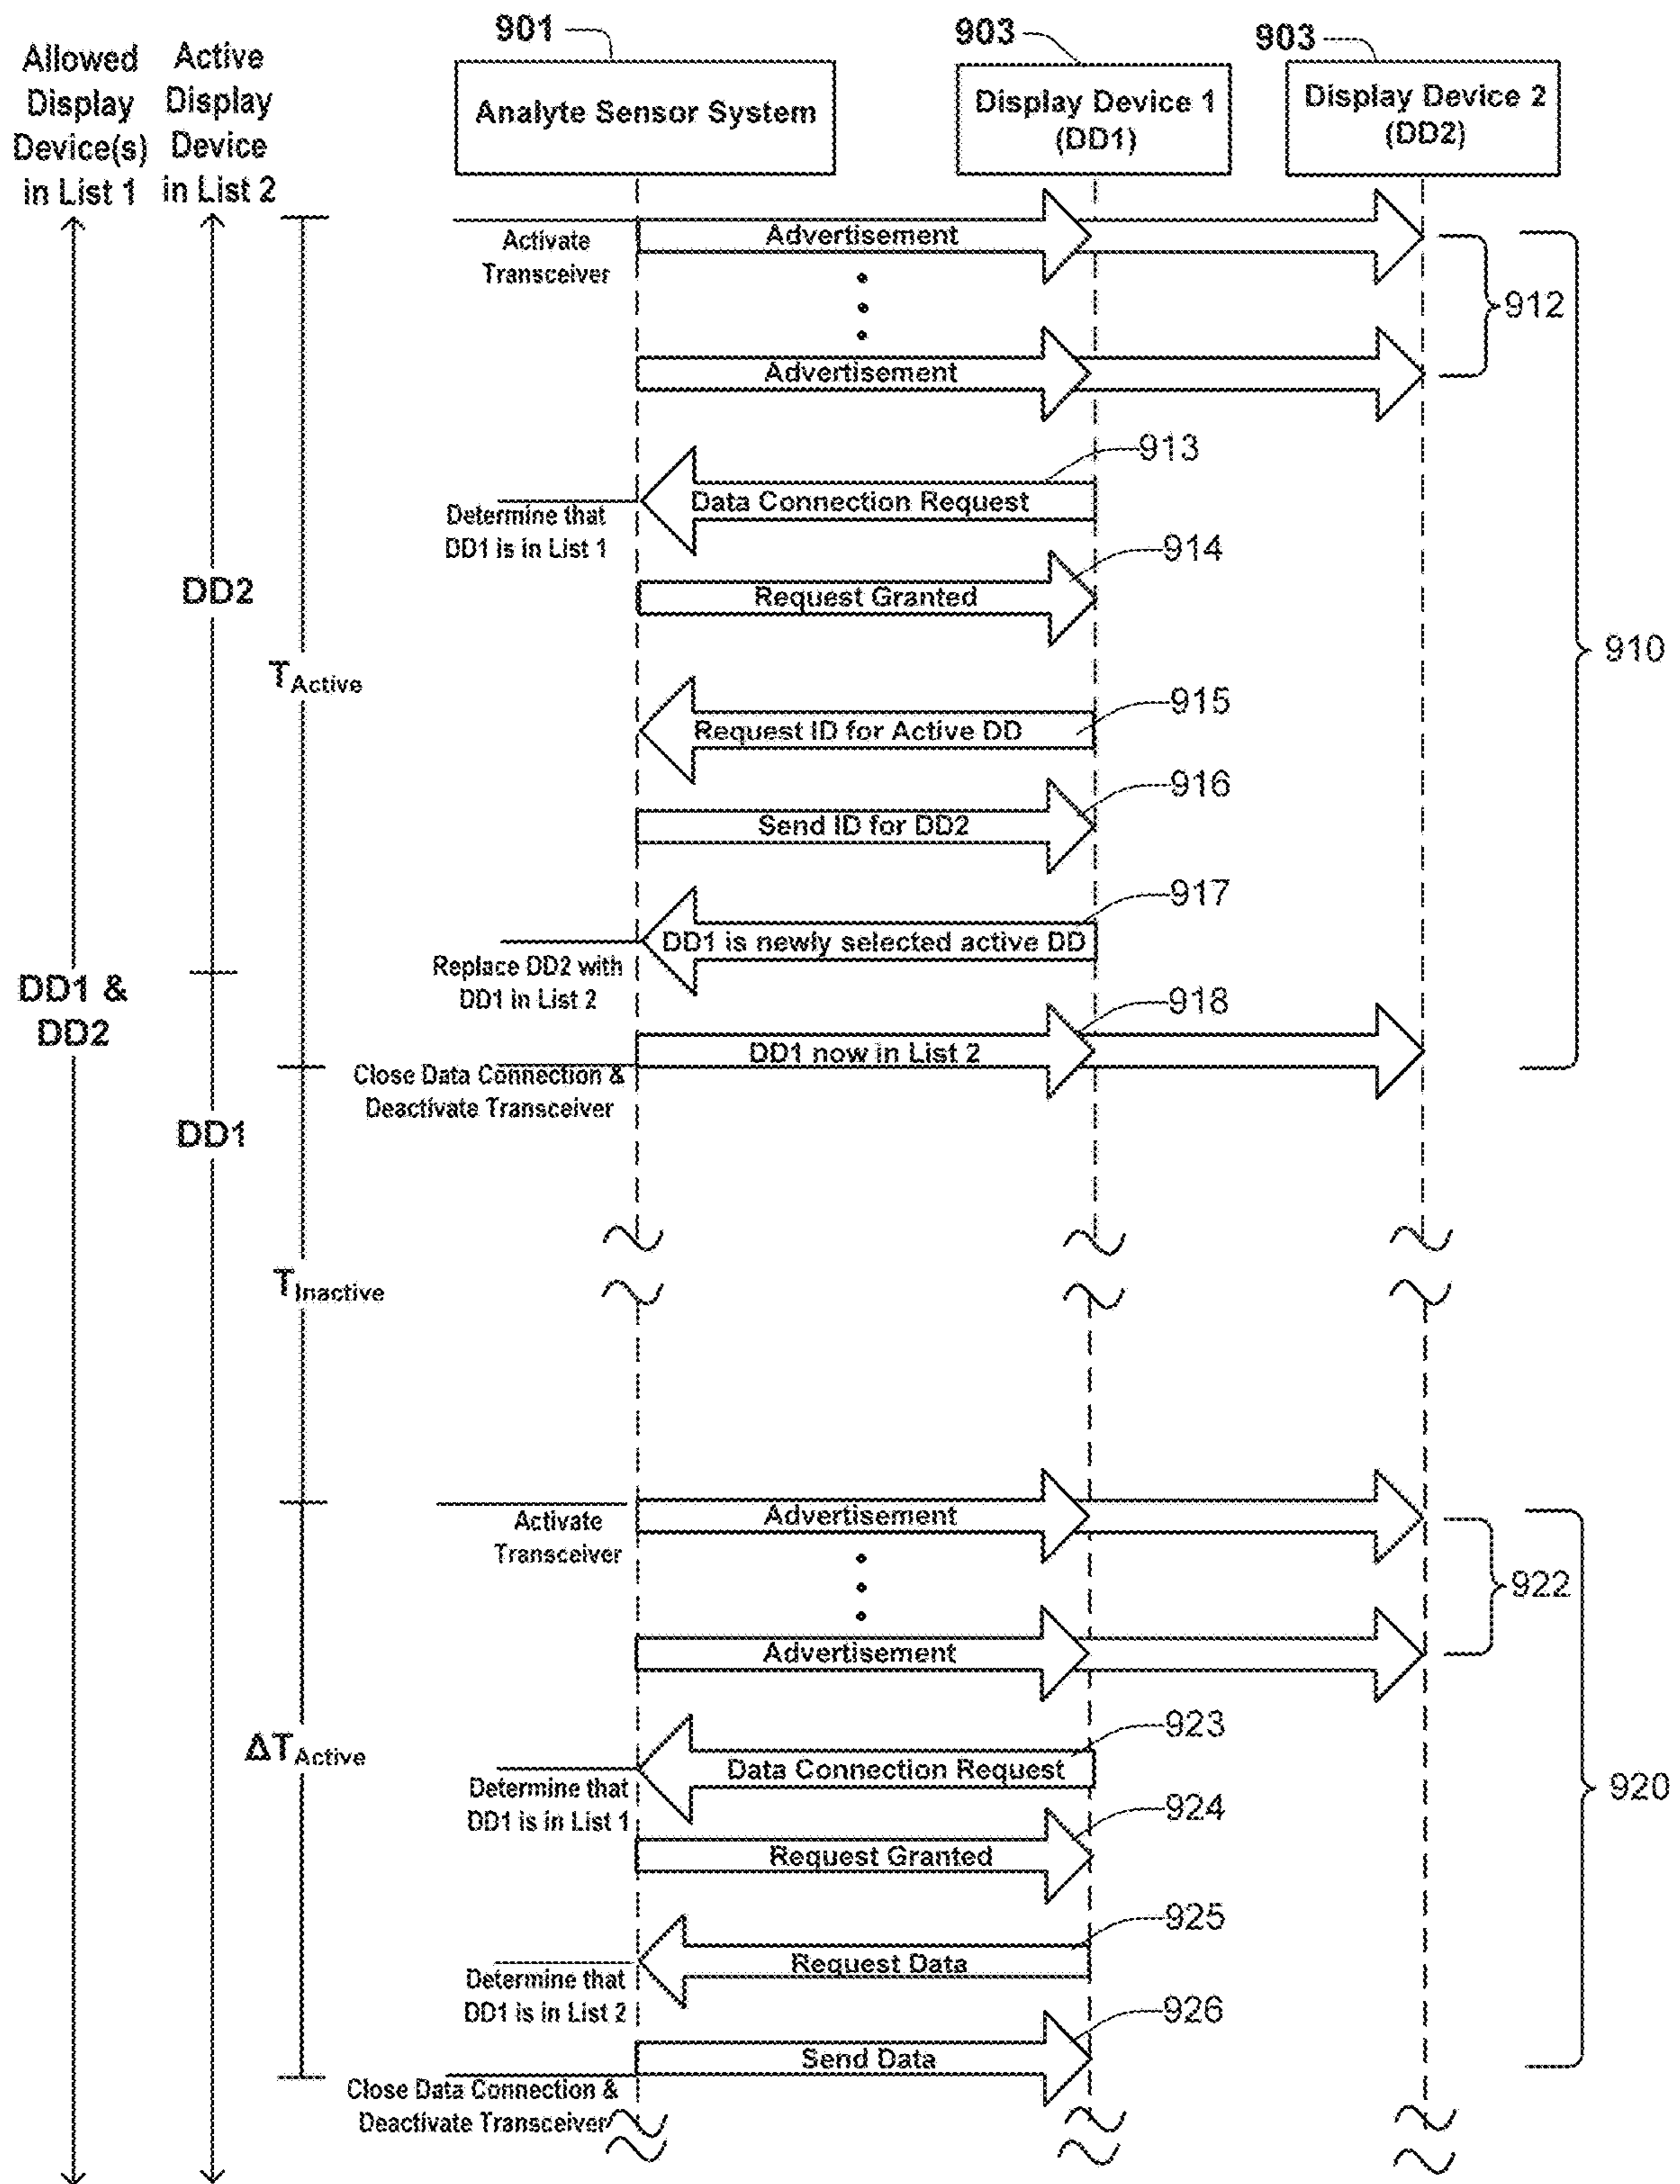 Allowed
Display
Device(s)
in List 1
Active
Display
Device
in List 2
901
903
903
Analyte Sensor System
Display Device 1
(DD1)
Display Device 2
(DD2)
Activate
Transceiver
Advertisement
Advertisement
912
913
Data Connection Request
Determine that
DD1 is in List 1
914
Request Granted
DD2
910
TActive
915
Request ID for Active DD
916
Send ID for DD2
917
DD1 is newly selected active DD
Replace DD2 with
DD1 in List 2
DD1 &
DD2
918
DD1 now in List 2
Close Data Connection &
Deactivate Transceiver
DD1
TInactive
Activate
Transceiver
Advertisement
Advertisement
922
923
Data Connection Request
Determine that
DD1 is in List 1
ΔTActive
920
924
Request Granted
925
Request Data
Determine that
DD1 is in List 2
926
Send Data
Close Data Connection &
Deactivate Transceiver